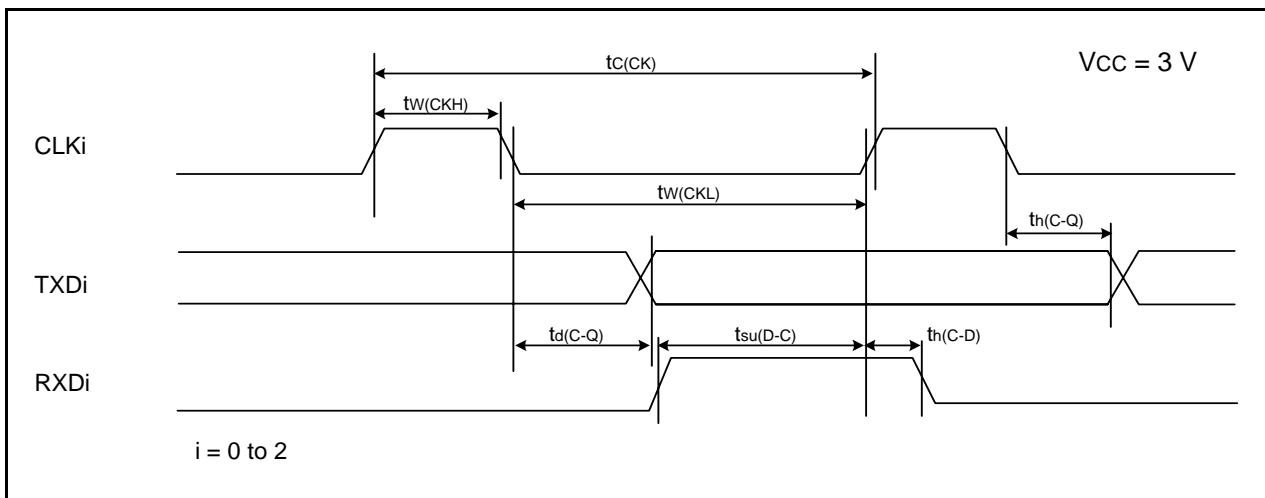 tC(CK)
VCC = 3 V
tW(CKH)
CLKi
tW(CKL)
th(C-Q)
TXDi
td(C-Q)
tsu(D-C)
th(C-D)
RXDi
i = 0 to 2